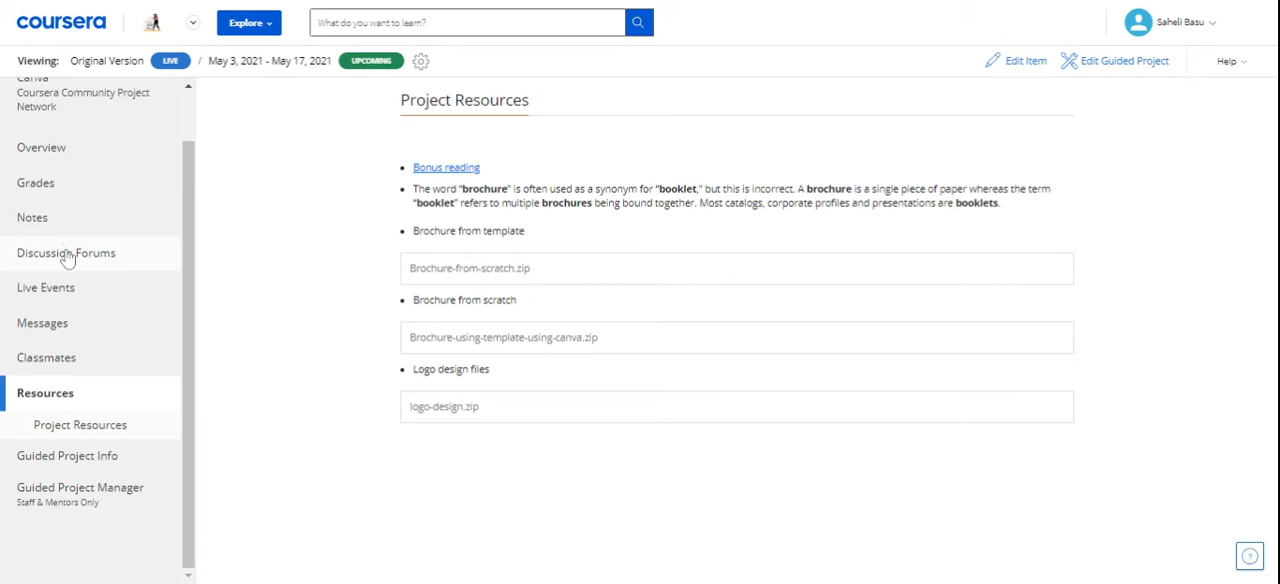 coursera
Explore
What do you want to learn?
Saheli Basu
Viewing: Original Version LIVE / May 3, 2021 - May 17, 2021 UPCOMING
Edit Item
Edit Guided Project
Help
Canva
Coursera Community Project
Network
Overview
Grades
Notes
Discussion Forums
Live Events
Messages
Classmates
Resources
Project Resources
Guided Project Info
Guided Project Manager
Staff & Mentors Only
Project Resources
• Bonus reading
• The word "brochure" is often used as a synonym for "booklet," but this is incorrect. A brochure is a single piece of paper whereas the term
"booklet" refers to multiple brochures being bound together. Most catalogs, corporate profiles and presentations are booklets.
• Brochure from template
Brochure-from-scratch.zip
• Brochure from scratch
Brochure-using-template-using-canva.zip
• Logo design files
logo-design.zip
?